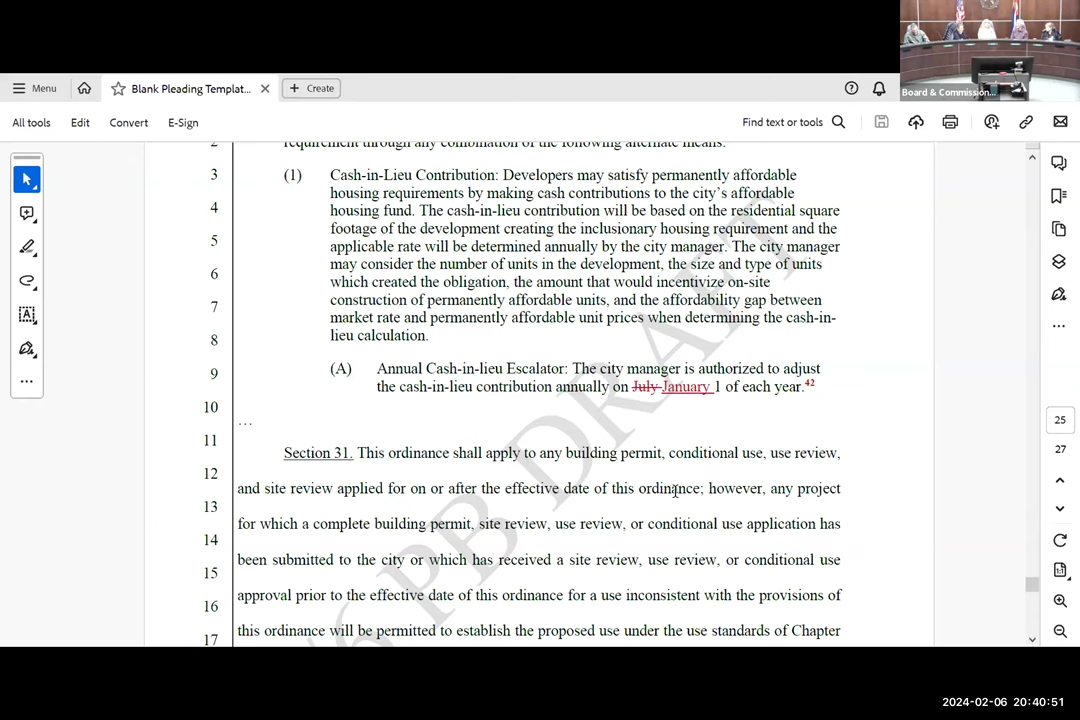 Menu
Blank Pleading Templat...
Create
Board & Commission...
All tools
Edit
Convert
E-Sign
Find text or tools
2 requirement through any combination of the following alternate means:
3 (1) Cash-in-Lieu Contribution: Developers may satisfy permanently affordable
housing requirements by making cash contributions to the city's affordable
4 housing fund. The cash-in-lieu contribution will be based on the residential square
footage of the development creating the inclusionary housing requirement and the
5 applicable rate will be determined annually by the city manager. The city manager
may consider the number of units in the development, the size and type of units
6 which created the obligation, the amount that would incentivize on-site
construction of permanently affordable units, and the affordability gap between
7 market rate and permanently affordable unit prices when determining the cash-in-
8 lieu calculation.
9 (A) Annual Cash-in-lieu Escalator: The city manager is authorized to adjust
the cash-in-lieu contribution annually on July January 1 of each year.42
10
...
11 Section 31. This ordinance shall apply to any building permit, conditional use, use review,
12 and site review applied for on or after the effective date of this ordinance; however, any project
13
for which a complete building permit, site review, use review, or conditional use application has
14
been submitted to the city or which has received a site review, use review, or conditional use
15
approval prior to the effective date of this ordinance for a use inconsistent with the provisions of
16
this ordinance will be permitted to establish the proposed use under the use standards of Chapter
17
6 PB DRAFT
25
27
1:1
2024-02-06 20:40:51